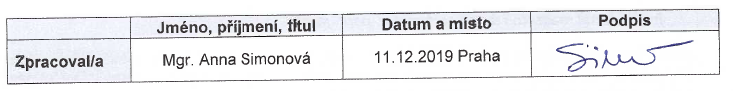 Jméno, příjmení, titul Datum a místo Podpis
Zpracoval/a Mgr. Anna Simonová 11.12.2019 Praha